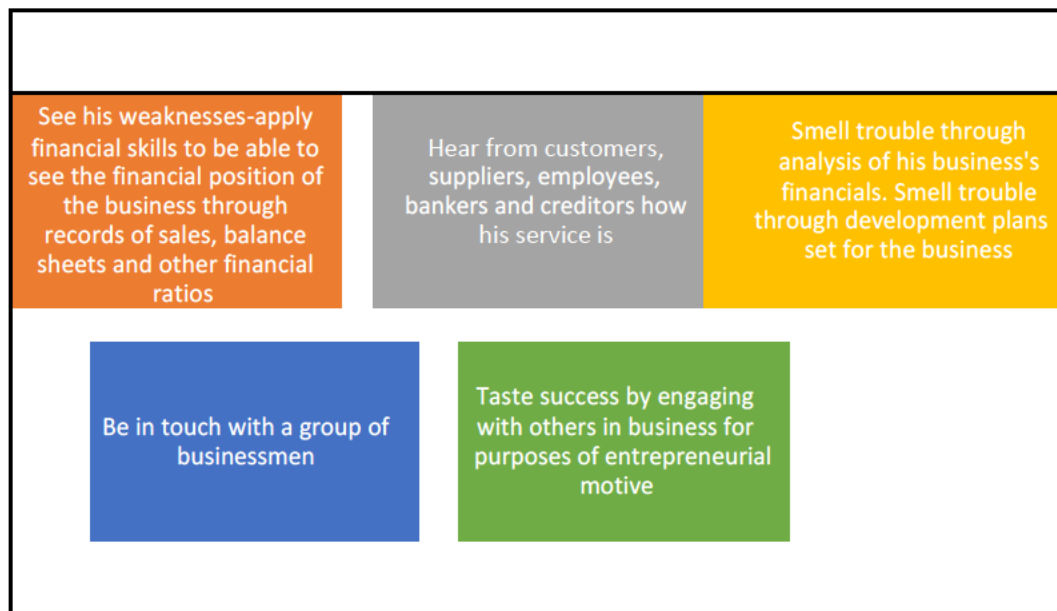 See his weaknesses-apply
financial skills to be able to
see the financial position of
the business through
records of sales, balance
sheets and other financial
ratios
Hear from customers,
suppliers, employees,
bankers and creditors how
his service is
Smell trouble through
analysis of his business's
financials. Smell trouble
through development plans
set for the business
Be in touch with a group of
businessmen
Taste success by engaging
with others in business for
purposes of entrepreneurial
motive